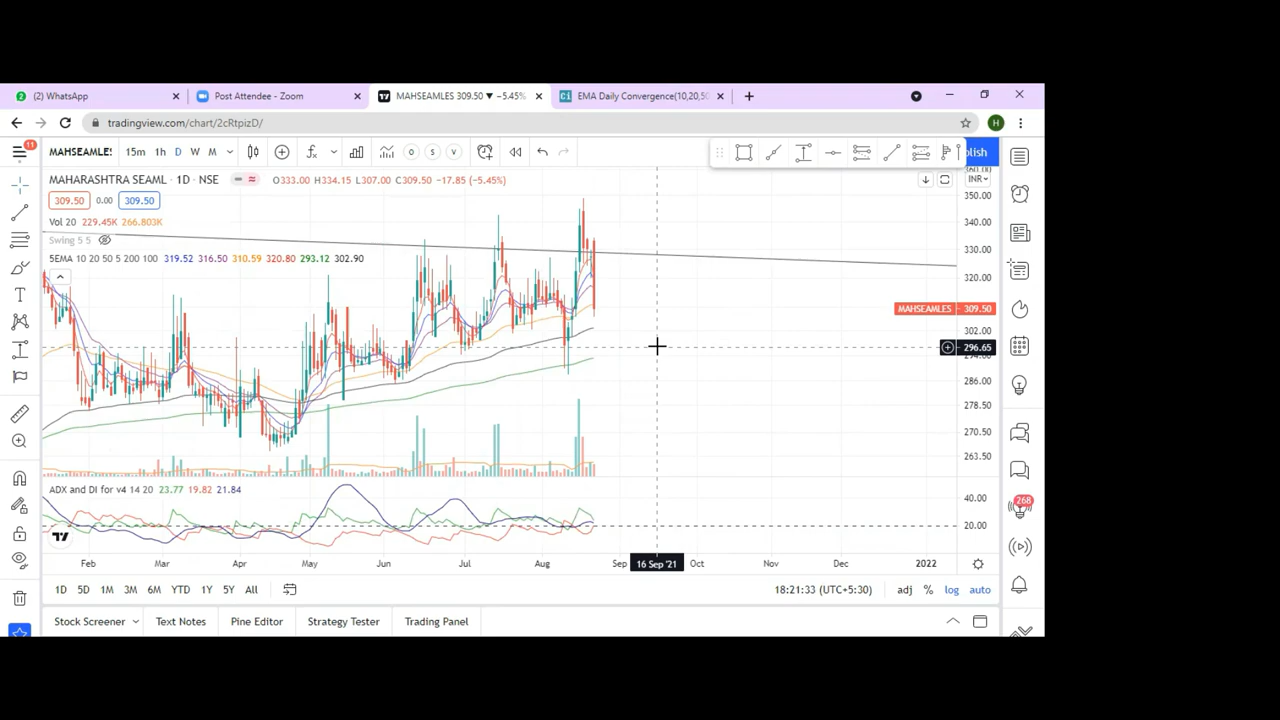 (2) WhatsApp
Post Attendee - Zoom
MAHSEAMLES 309.50 ▼ −5.45%
EMA Daily Convergence(10,20,50
tradingview.com/chart/2cRtpizD/
H
11
MAHSEAMLE
15m 1h D W M
O S V
olish
MAHARASHTRA SEAML · 1D · NSE O333.00 H334.15 L307.00 C309.50 −17.85 (−5.45%)
INR
309.50 0.00 309.50
Vol 20 229.45K 266.803K
Swing 5 5
5EMA 10 20 50 5 200 100 319.52 316.50 310.59 320.80 293.12 302.90
360.00
350.00
340.00
330.00
320.00
MAHSEAMLES 309.50
302.00
296.65
286.00
278.50
270.50
261.50
ADX and DI for v4 14 20 23.77 19.82 21.84
40.00
20.00
268
Feb Mar Apr May Jun Jul Aug Sep 16 Sep '21 Oct Nov Dec 2022
1D 5D 1M 3M 6M YTD 1Y 5Y All 18:21:33 (UTC+5:30) adj % log auto
Stock Screener Text Notes Pine Editor Strategy Tester Trading Panel